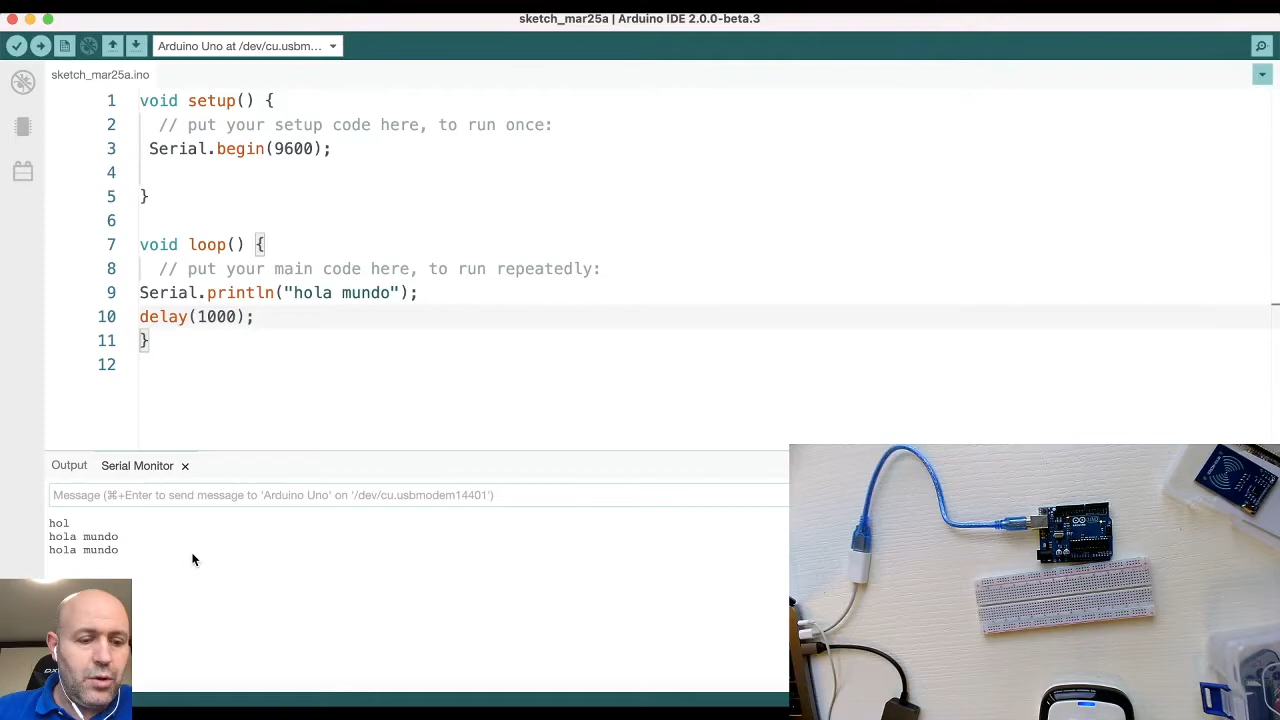 sketch_mar25a | Arduino IDE 2.0.0-beta.3
Arduino Uno at /dev/cu.usbm...
sketch_mar25a.ino
1 void setup() {
2 // put your setup code here, to run once:
3 Serial.begin(9600);
4
5 }
6
7 void loop() {
8 // put your main code here, to run repeatedly:
9 Serial.println("hola mundo");
10 delay(1000);
11 }
12
Output Serial Monitor
Message (⌘+Enter to send message to 'Arduino Uno' on '/dev/cu.usbmodem14401')
hol
hola mundo
hola mundo